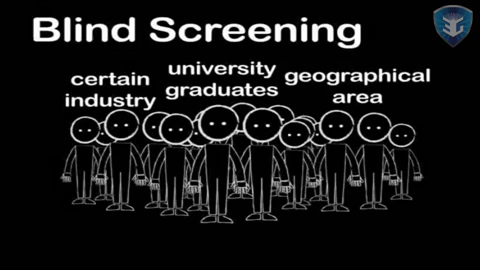 Blind Screening
certain
industry
university
graduates
geographical
area